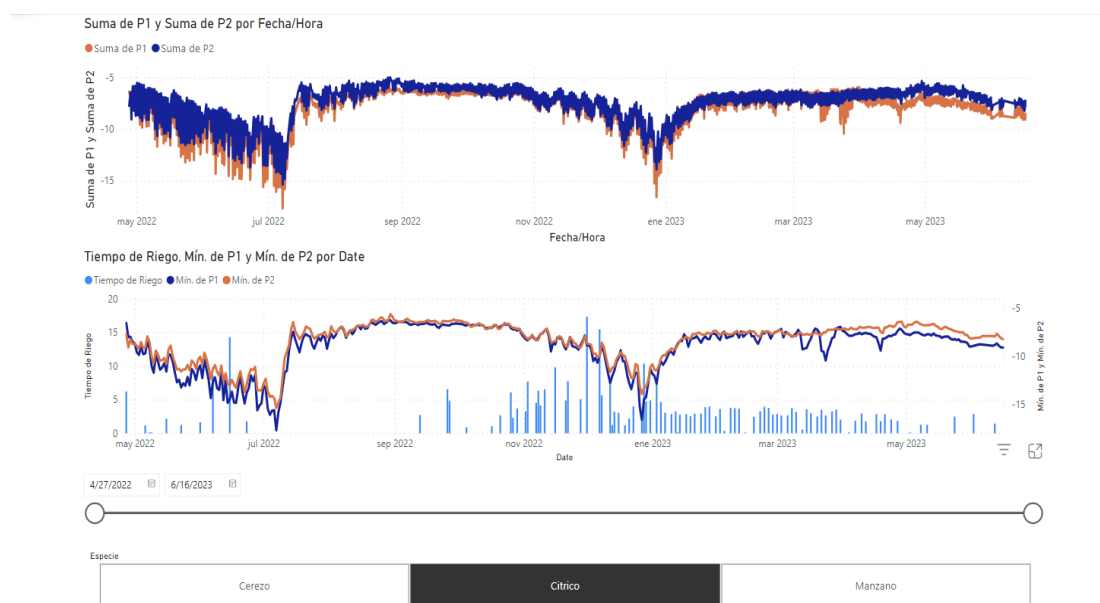 Suma de P1 y Suma de P2 por Fecha/Hora
Suma de P1 Suma de P2
Suma de P1 y Suma de P2
-5
-10
-15
may 2022 jul 2022 sep 2022 nov 2022 ene 2023 mar 2023 may 2023
Fecha/Hora
Tiempo de Riego, Mín. de P1 y Mín. de P2 por Date
Tiempo de Riego Mín. de P1 Mín. de P2
Tiempo de Riego
20
15
10
5
0
-5
-10
-15
Mín. de P1 y Mín. de P2
may 2022 jul 2022 sep 2022 nov 2022 ene 2023 mar 2023 may 2023
Date
4/27/2022 6/16/2023
Especie
Cerezo Citrico Manzano